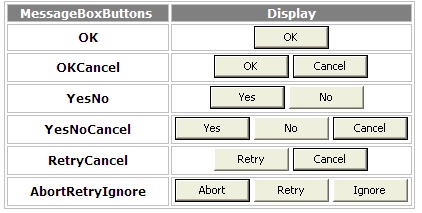 MessageBoxButtons Display
OK OK
OKCancel OK Cancel
YesNo Yes No
YesNoCancel Yes No Cancel
RetryCancel Retry Cancel
AbortRetryIgnore Abort Retry Ignore